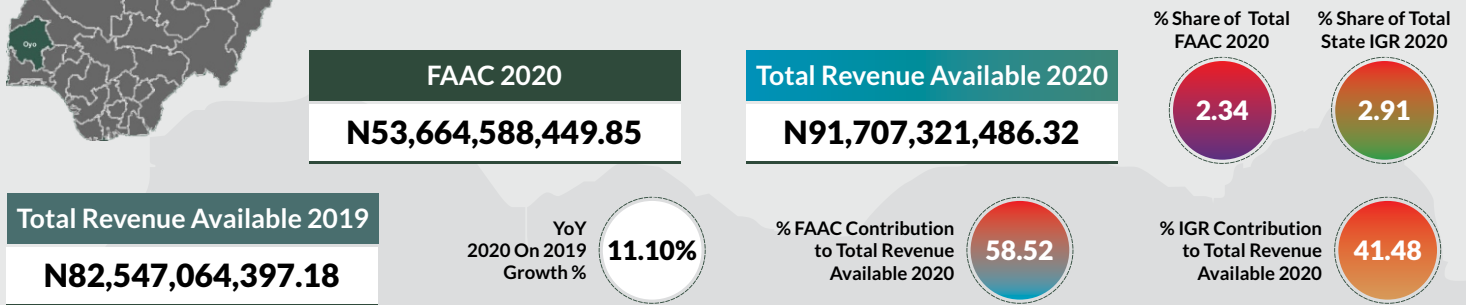 Oyo
FAAC 2020
N53,664,588,449.85
Total Revenue Available 2020
N91,707,321,486.32
% Share of Total
FAAC 2020
2.34
% Share of Total
State IGR 2020
2.91
Total Revenue Available 2019
N82,547,064,397.18
YoY
2020 On 2019
Growth %
11.10%
% FAAC Contribution
to Total Revenue
Available 2020
58.52
% IGR Contribution
to Total Revenue
Available 2020
41.48